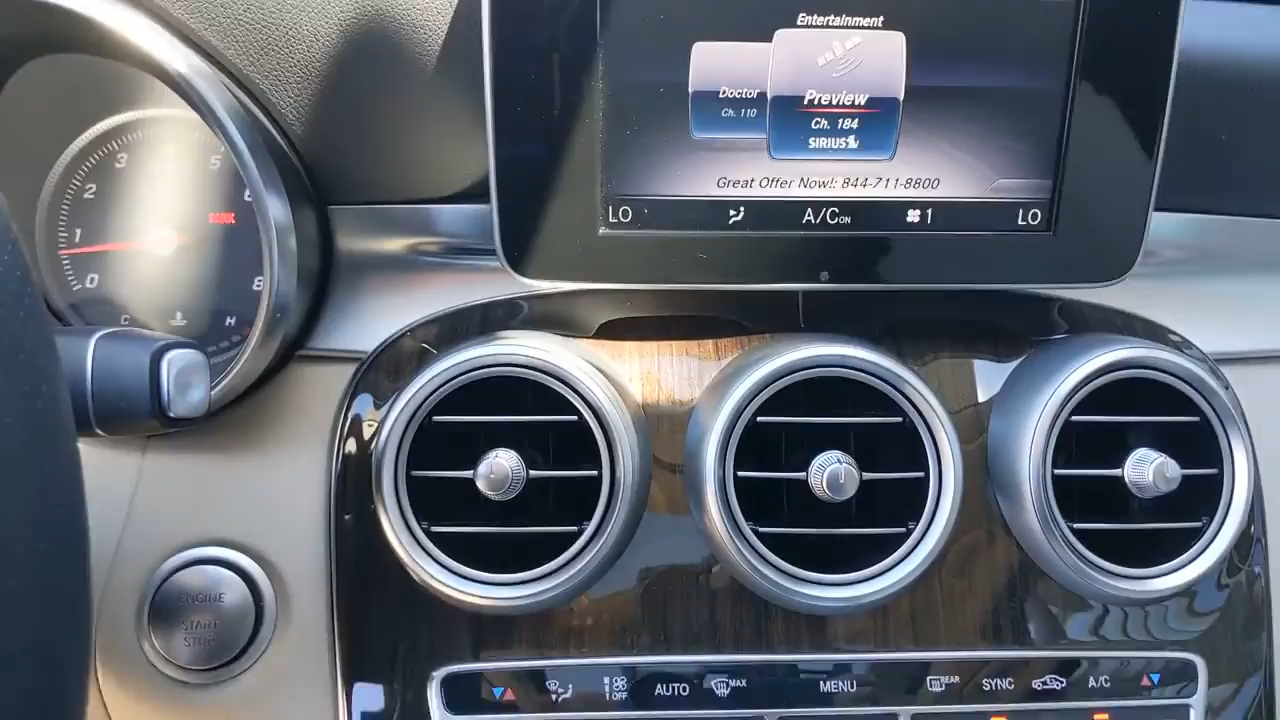 Entertainment
Doctor
Ch. 110
Preview
Ch. 184
SIRIUS
Great Offer Now!: 844-711-8800
LO A/C ON 1 LO
0 1 2 3 5 6 8
PARK
C H
ENGINE
START
STOP
AUTO MAX MENU REAR SYNC A/C
OFF